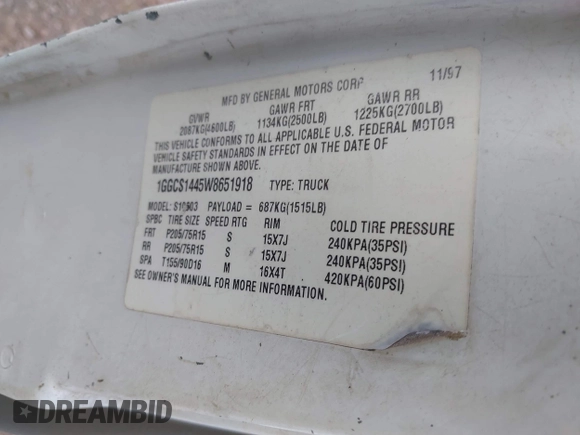 MFD BY GENERAL MOTORS CORP 11/97
GVWR GAWR FRT GAWR RR
2087KG(4600LB) 1134KG(2500LB) 1225KG(2700LB)
THIS VEHICLE CONFORMS TO ALL APPLICABLE U.S. FEDERAL MOTOR
VEHICLE SAFETY STANDARDS IN EFFECT ON THE DATE OF
MANUFACTURE SHOWN ABOVE.
1GGCS1445W8651918 TYPE: TRUCK
MODEL: S10603 PAYLOAD = 687KG(1515LB)
SPBC TIRE SIZE SPEED RTG RIM COLD TIRE PRESSURE
FRT P205/75R15 S 15X7J 240KPA(35PSI)
RR P205/75R15 S 15X7J 240KPA(35PSI)
SPA T155/90D16 M 16X4T 420KPA(60PSI)
SEE OWNER'S MANUAL FOR MORE INFORMATION.
DREAMBID